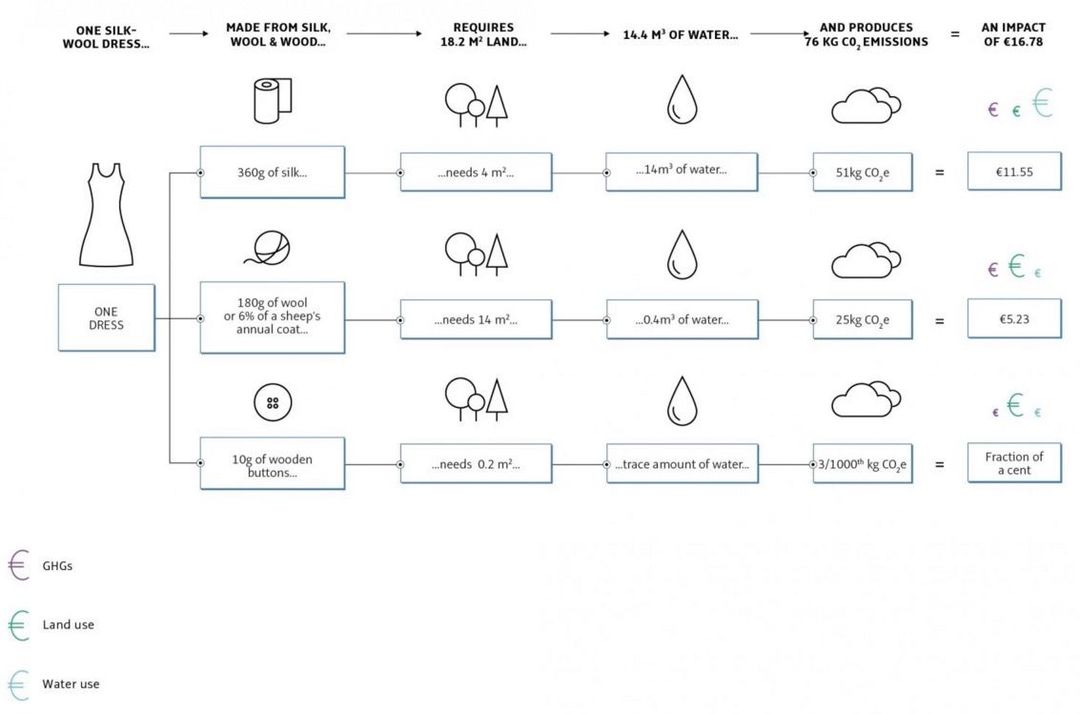 ONE SILK-
WOOL DRESS...
MADE FROM SILK,
WOOL & WOOD...
REQUIRES
18.2 M² LAND...
14.4 M³ OF WATER...
AND PRODUCES
76 KG CO₂ EMISSIONS
=
AN IMPACT
OF €16.78
€ € €
360g of silk...
...needs 4 m²...
...14m³ of water...
51kg CO₂e
=
€11.55
€ € €
ONE
DRESS
180g of wool
or 6% of a sheep's
annual coat...
...needs 14 m²...
...0.4m³ of water...
25kg CO₂e
=
€5.23
€ € €
10g of wooden
buttons...
...needs 0.2 m²...
...trace amount of water...
3/1000ᵗʰ kg CO₂e
=
Fraction of
a cent
€ GHGs
€ Land use
€ Water use